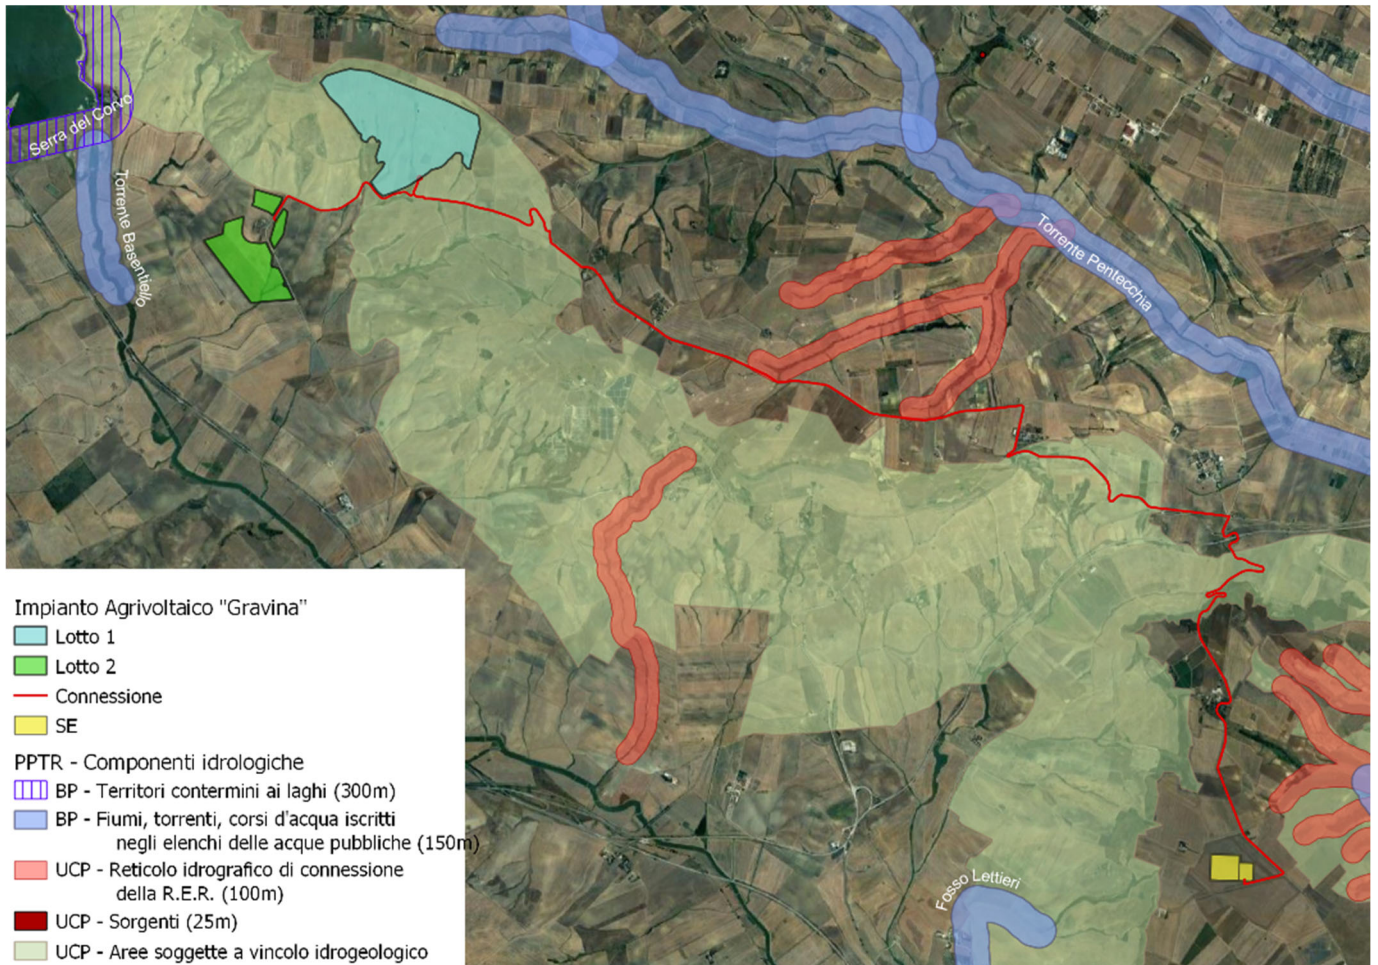 Serra del Corvo
Torrente Basentiello
Torrente Pentecchia
Fosso Lettieri
Impianto Agrivoltaico "Gravina"
Lotto 1
Lotto 2
Connessione
SE
PPTR - Componenti idrologiche
BP - Territori contermini ai laghi (300m)
BP - Fiumi, torrenti, corsi d'acqua iscritti
negli elenchi delle acque pubbliche (150m)
UCP - Reticolo idrografico di connessione
della R.E.R. (100m)
UCP - Sorgenti (25m)
UCP - Aree soggette a vincolo idrogeologico